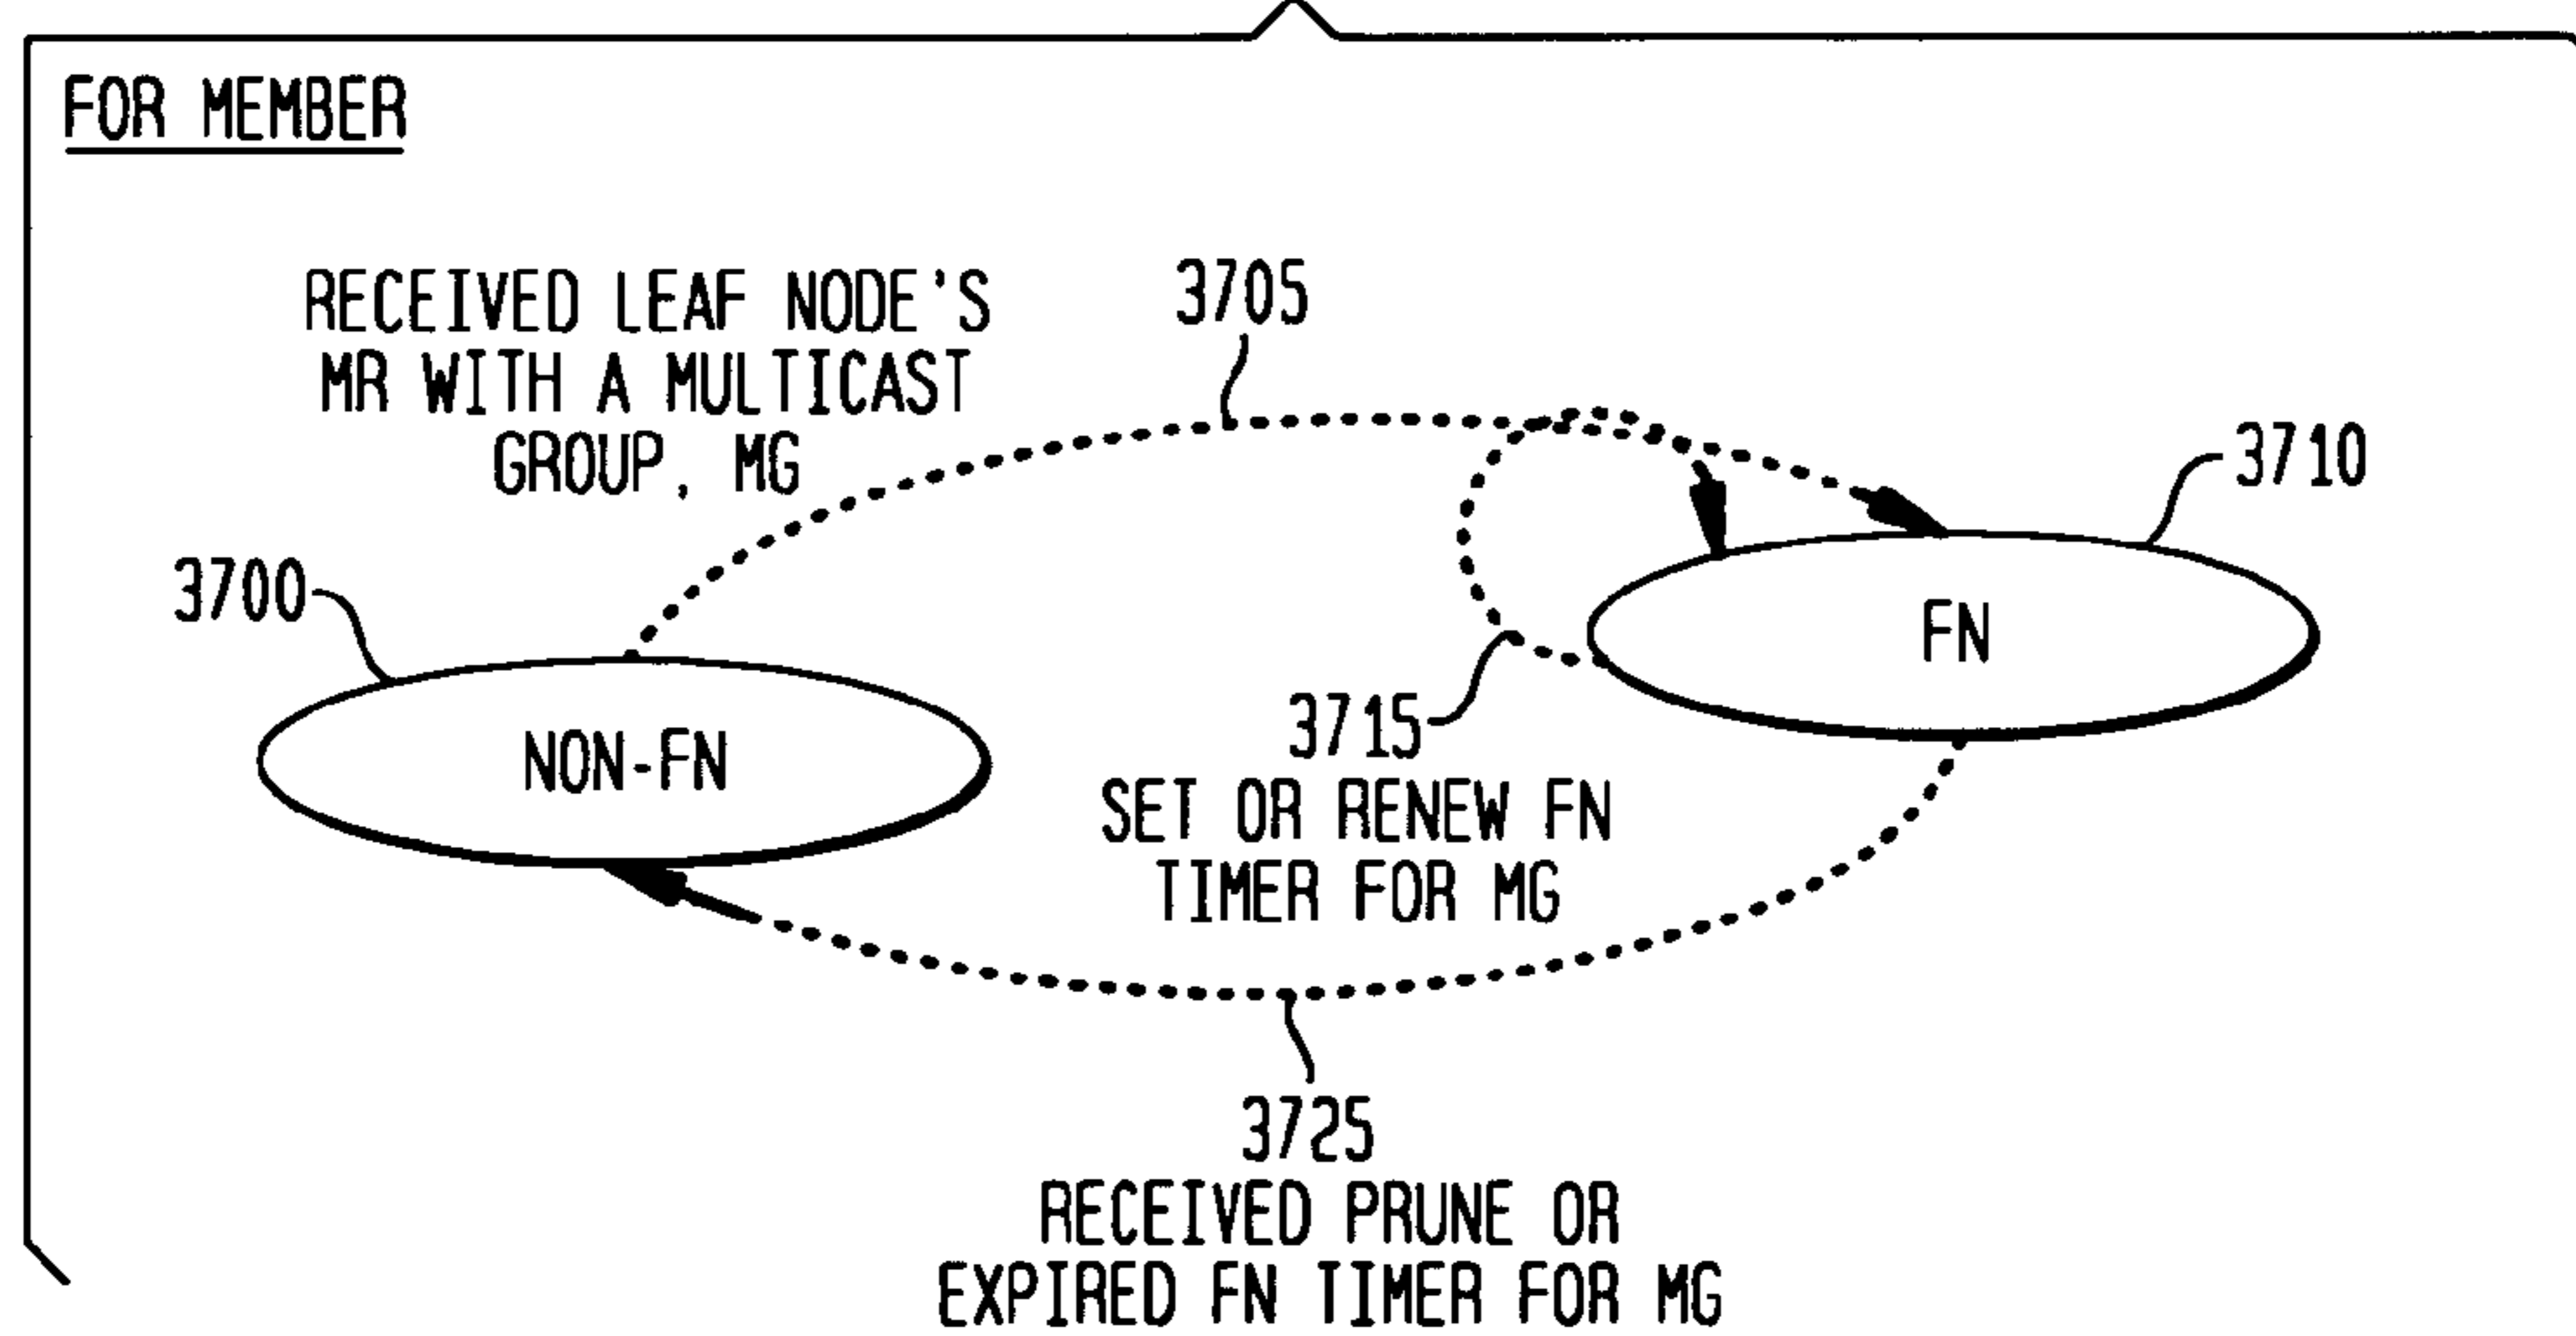 FOR MEMBER
RECEIVED LEAF NODE'S
MR WITH A MULTICAST
GROUP, MG
3705
3710
3700
FN
NON-FN
3715
SET OR RENEW FN
TIMER FOR MG
3725
RECEIVED PRUNE OR
EXPIRED FN TIMER FOR MG